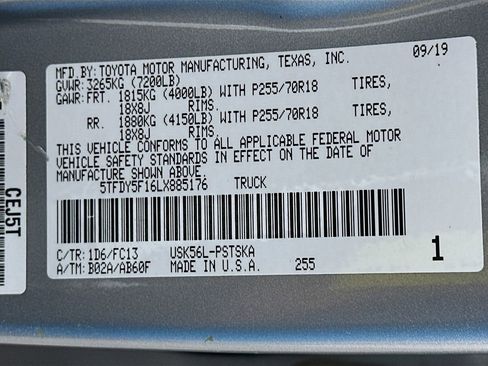 MFD.BY:TOYOTA MOTOR MANUFACTURING, TEXAS, INC. 09/19
GVWR: 3265KG (7200LB)
GAWR: FRT. 1815KG (4000LB) WITH P255/70R18 TIRES,
18X8J RIMS.
RR. 1880KG (4150LB) WITH P255/70R18 TIRES,
18X8J RIMS.
THIS VEHICLE CONFORMS TO ALL APPLICABLE FEDERAL MOTOR
VEHICLE SAFETY STANDARDS IN EFFECT ON THE DATE OF
MANUFACTURE SHOWN ABOVE.
5TFDY5F16LX885176 TRUCK
C/TR: 1D6/FC13 USK56L-PSTSKA
A/TM: B02A/AB60F MADE IN U.S.A. 255 1
CEJ5T